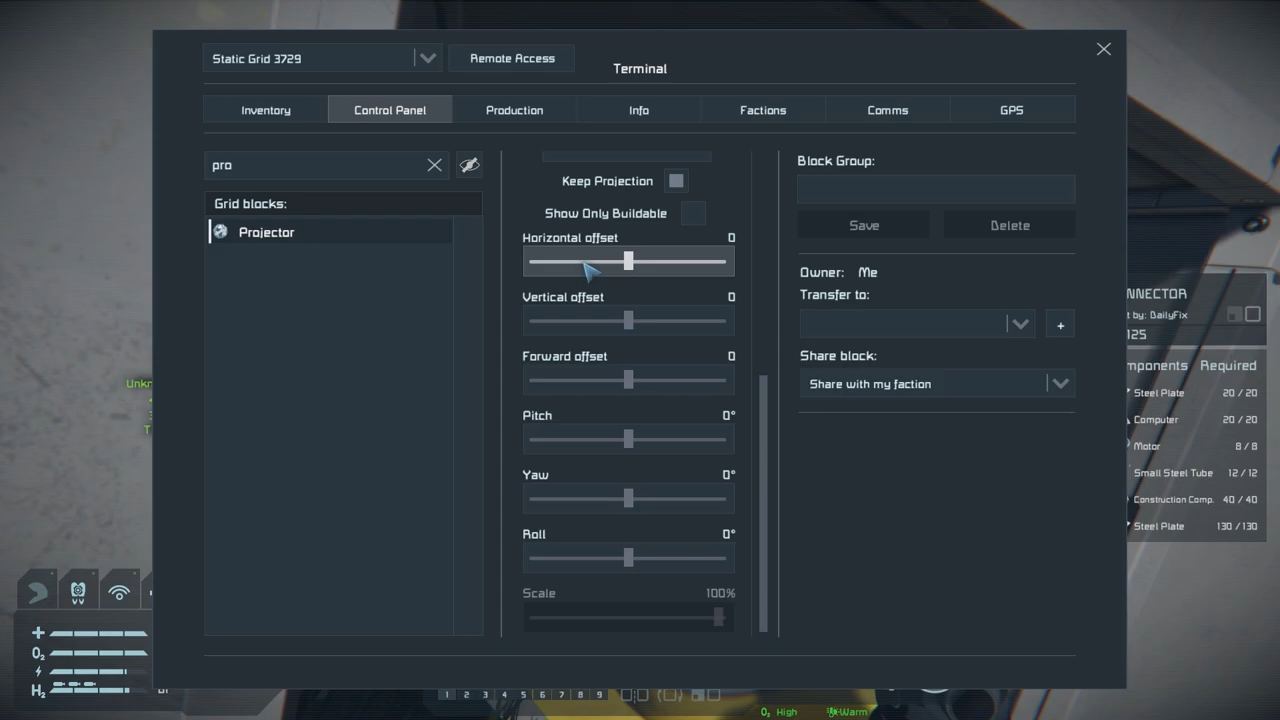 Static Grid 3729
Remote Access
Terminal
Inventory
Control Panel
Production
Info
Factions
Comms
GPS
pro
Grid blocks:
Projector
Keep Projection
Show Only Buildable
Horizontal offset 0
Vertical offset 0
Forward offset 0
Pitch 0°
Yaw 0°
Roll 0°
Scale 100%
Block Group:
Save
Delete
Owner: Me
Transfer to:
+
Share block:
Share with my faction
NNECTOR
t by: DailyFix
125
mponents Required
Steel Plate 20 / 20
Computer 20 / 20
Motor 8 / 8
Small Steel Tube 12 / 12
Construction Comp. 40 / 40
Steel Plate 130 / 130
Unkn
T
O₂
H₂
1 2 3 4 5 6 7 8 9
O₂ High
Warm